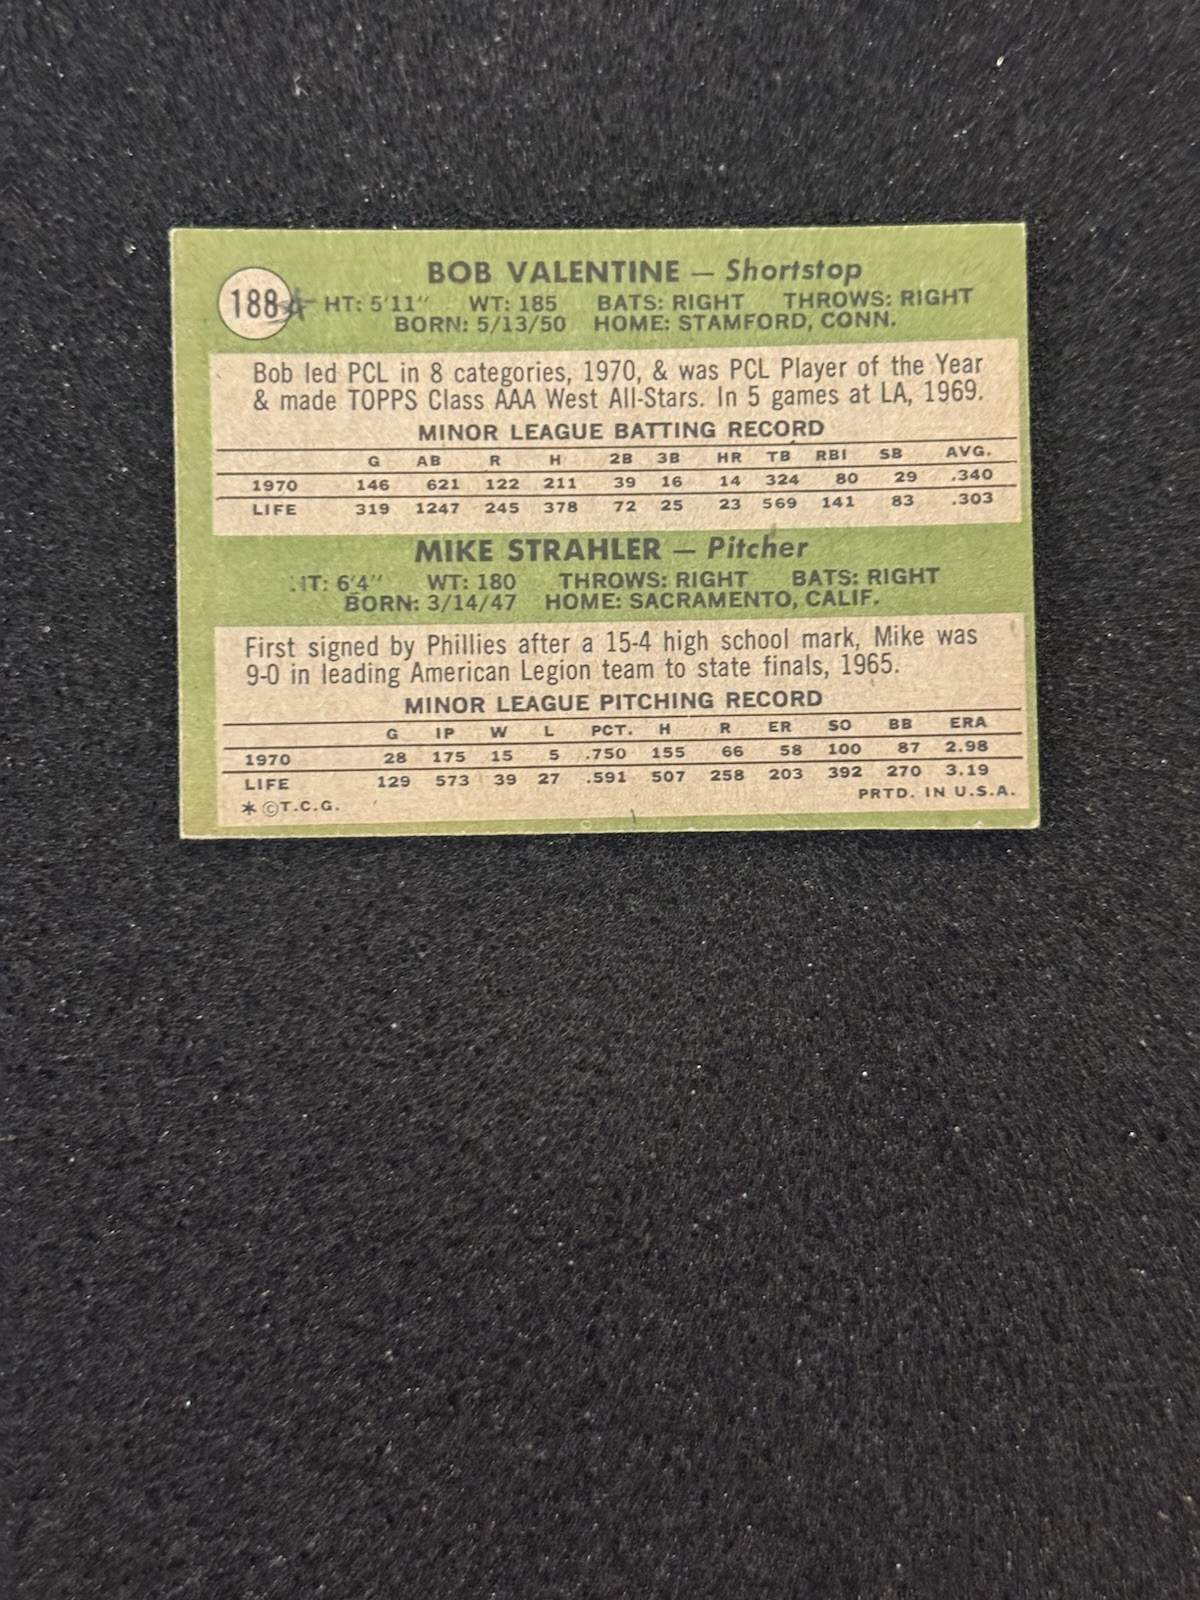 BOB VALENTINE — Shortstop
188 HT: 5'11" WT: 185 BATS: RIGHT THROWS: RIGHT
BORN: 5/13/50 HOME: STAMFORD, CONN.
Bob led PCL in 8 categories, 1970, & was PCL Player of the Year
& made TOPPS Class AAA West All-Stars. In 5 games at LA, 1969.
MINOR LEAGUE BATTING RECORD
G AB R H 2B 3B HR TB RBI SB AVG.
1970 146 621 122 211 39 16 14 324 80 29 .340
LIFE 319 1247 245 378 72 25 23 569 141 83 .303
MIKE STRAHLER — Pitcher
HT: 6'4" WT: 180 THROWS: RIGHT BATS: RIGHT
BORN: 3/14/47 HOME: SACRAMENTO, CALIF.
First signed by Phillies after a 15-4 high school mark, Mike was
9-0 in leading American Legion team to state finals, 1965.
MINOR LEAGUE PITCHING RECORD
G IP W L PCT. H R ER SO BB ERA
1970 28 175 15 5 .750 155 66 58 100 87 2.98
LIFE 129 573 39 27 .591 507 258 203 392 270 3.19
* ©T.C.G. PRTD. IN U.S.A.